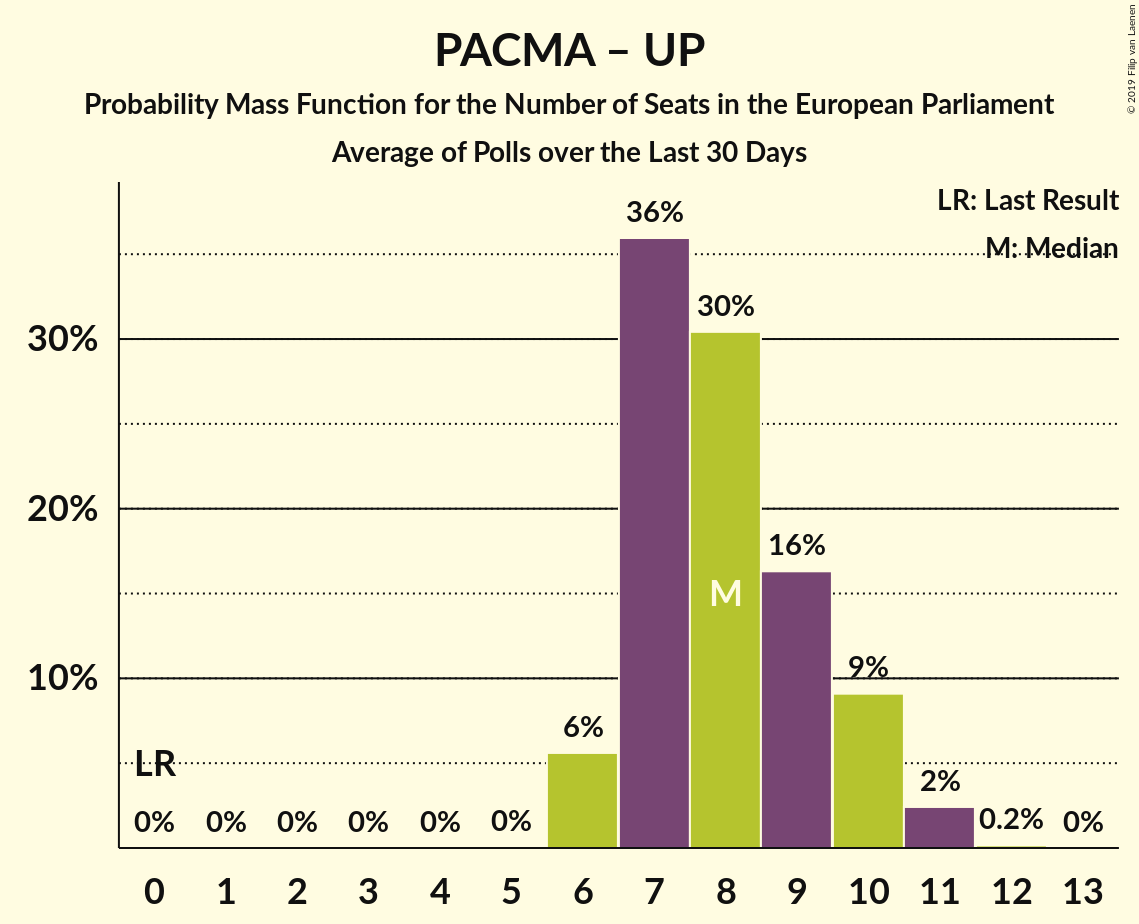 PACMA – UP
Probability Mass Function for the Number of Seats in the European Parliament
Average of Polls over the Last 30 Days
© 2019 Filip van Laenen
LR: Last Result
M: Median
36%
30%
30%
20%
16%
M
10%
9%
6%
LR
2%
0% 0% 0% 0% 0% 0% 0.2% 0%
0 1 2 3 4 5 6 7 8 9 10 11 12 13